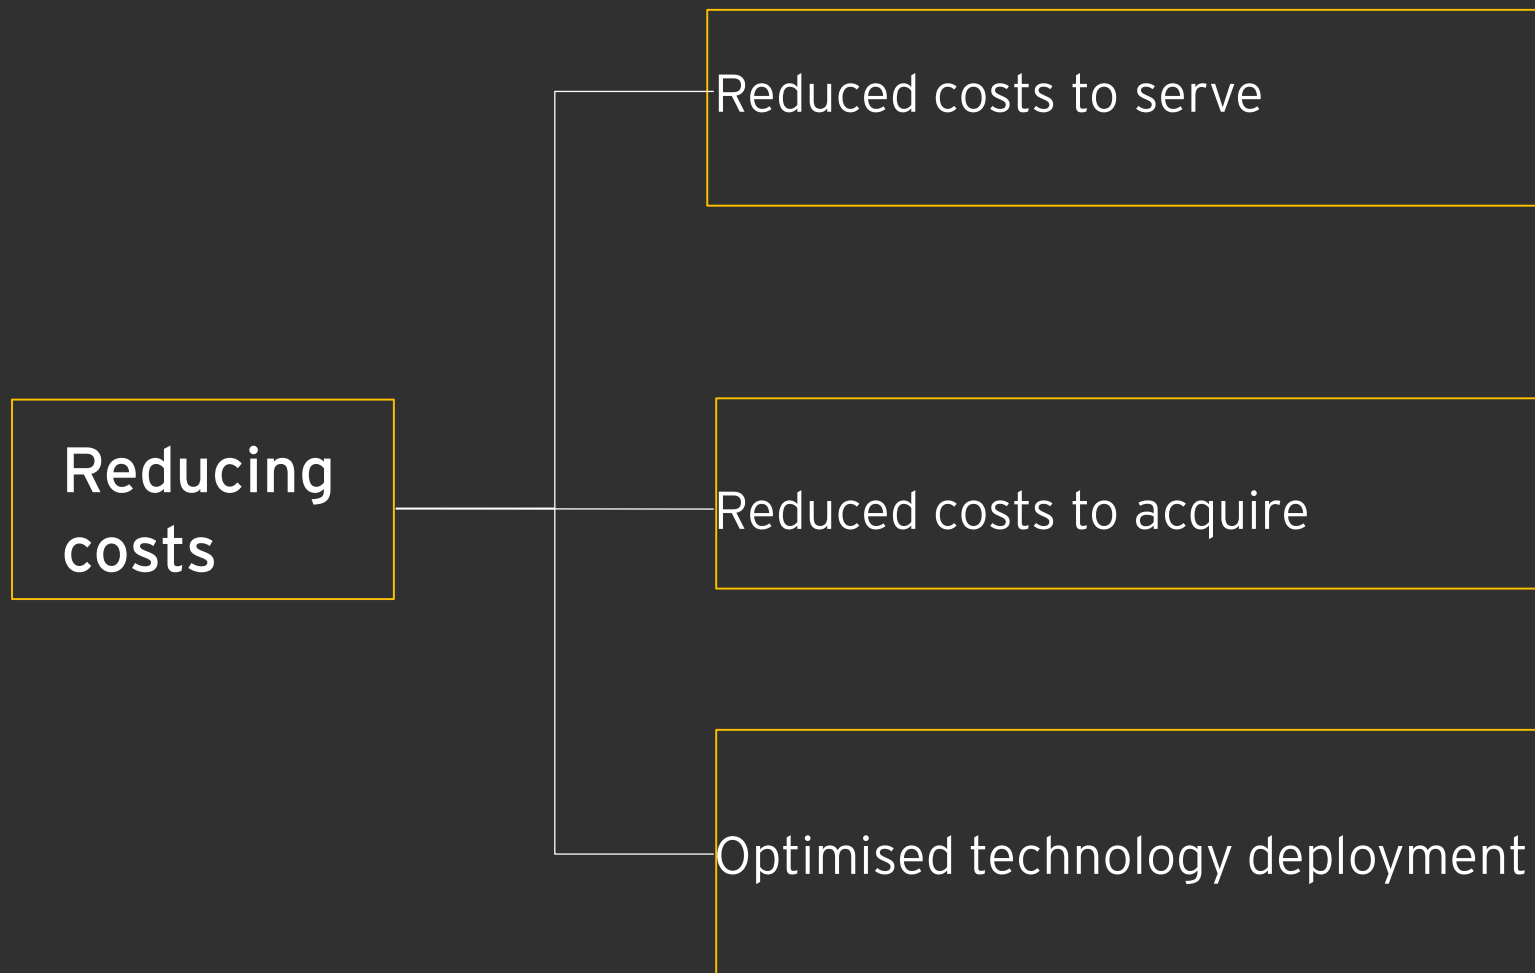 Reduced costs to serve
Reducing
costs
Reduced costs to acquire
Optimised technology deployment